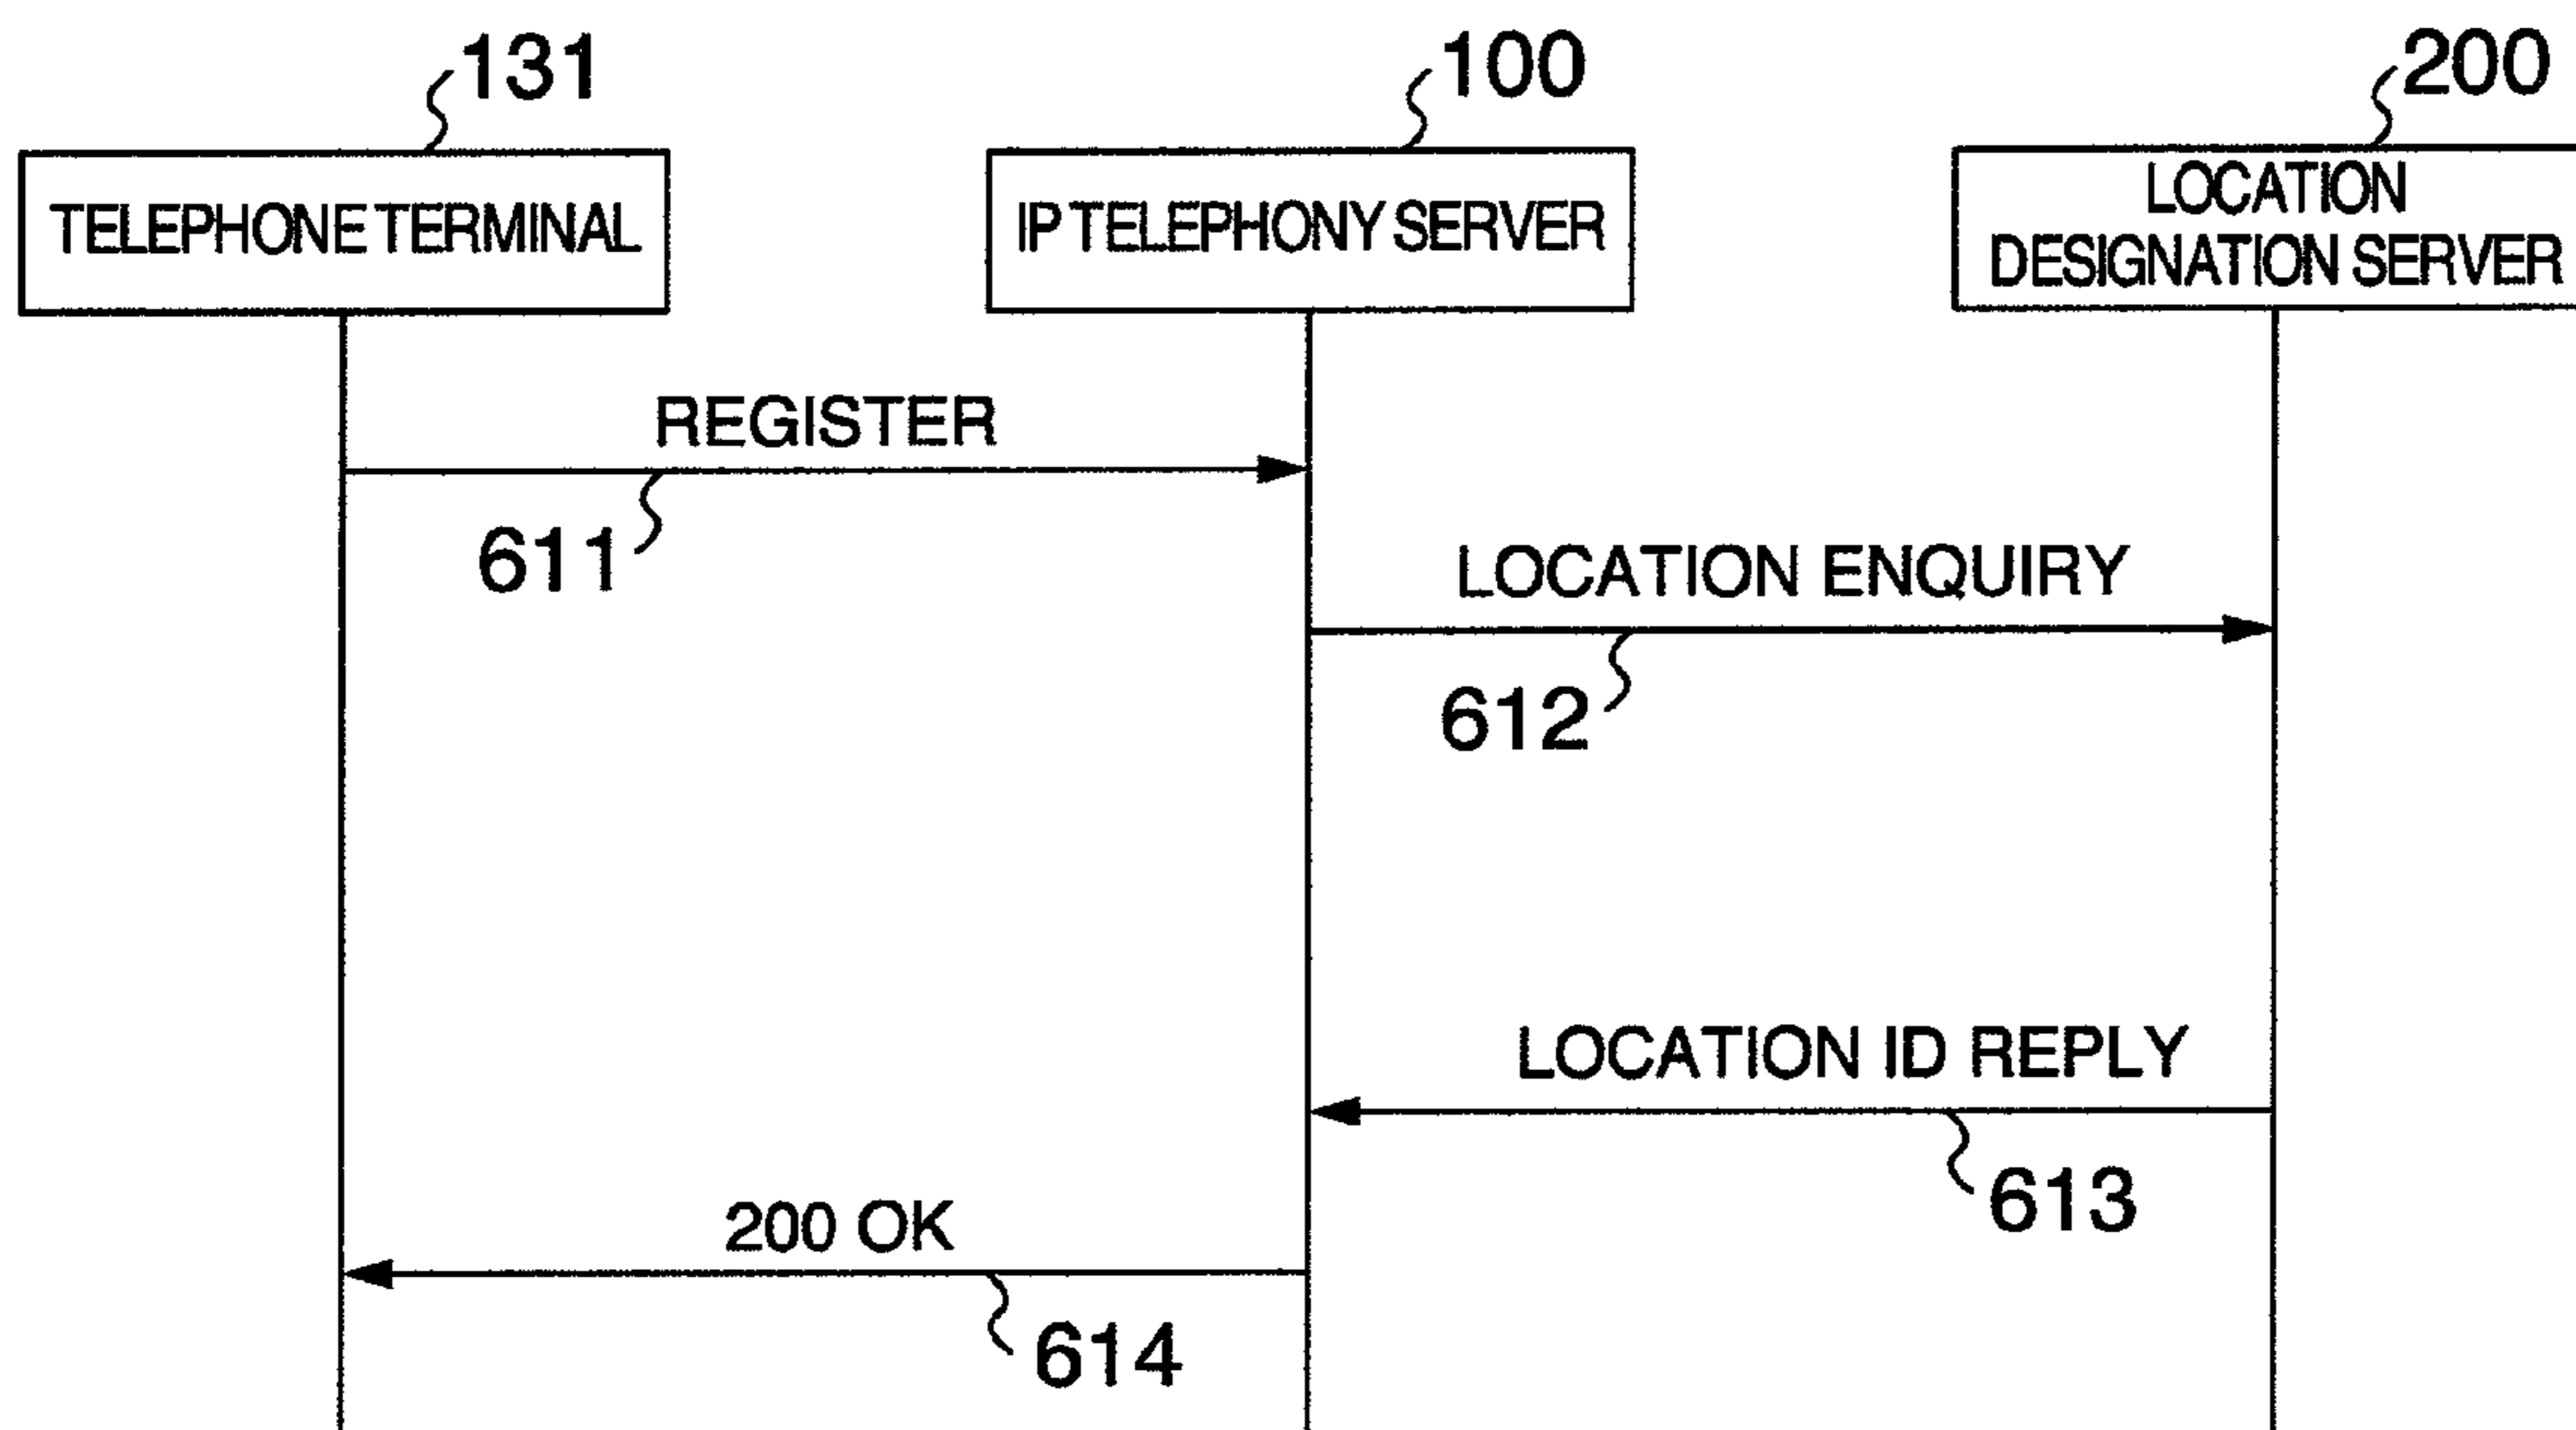 131
100
200
TELEPHONE TERMINAL
IP TELEPHONY SERVER
LOCATION
DESIGNATION SERVER
REGISTER
611
LOCATION ENQUIRY
612
LOCATION ID REPLY
613
200 OK
614